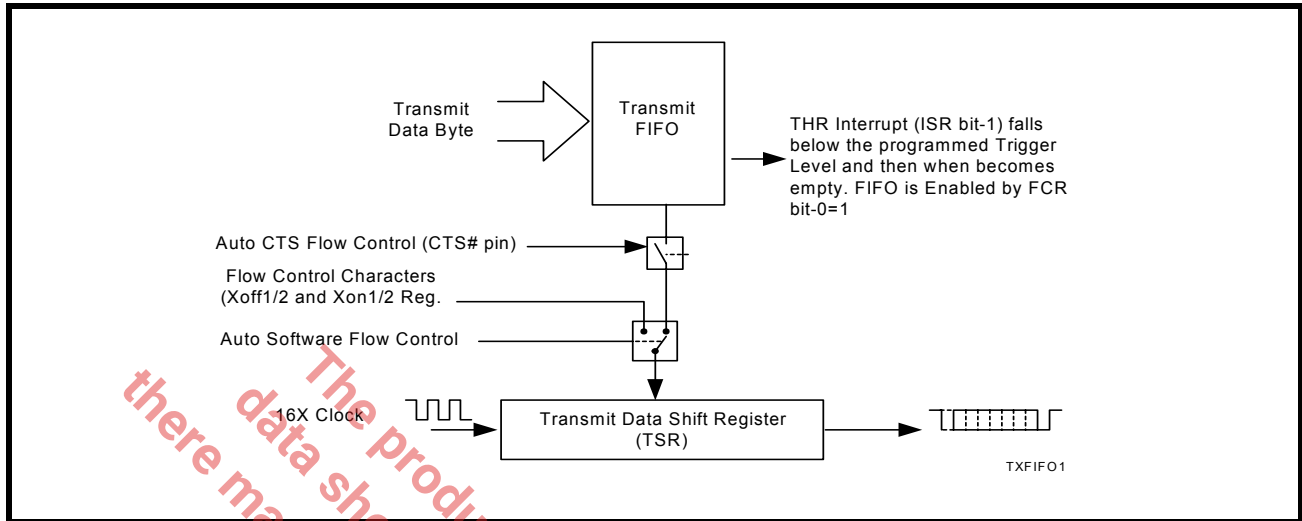 Transmit
Data Byte
Transmit
FIFO
THR Interrupt (ISR bit-1) falls
below the programmed Trigger
Level and then when becomes
empty. FIFO is Enabled by FCR
bit-0=1
Auto CTS Flow Control (CTS# pin)
Flow Control Characters
(Xoff1/2 and Xon1/2 Reg.
Auto Software Flow Control
16X Clock
Transmit Data Shift Register
(TSR)
TXFIFO1
The
data
there